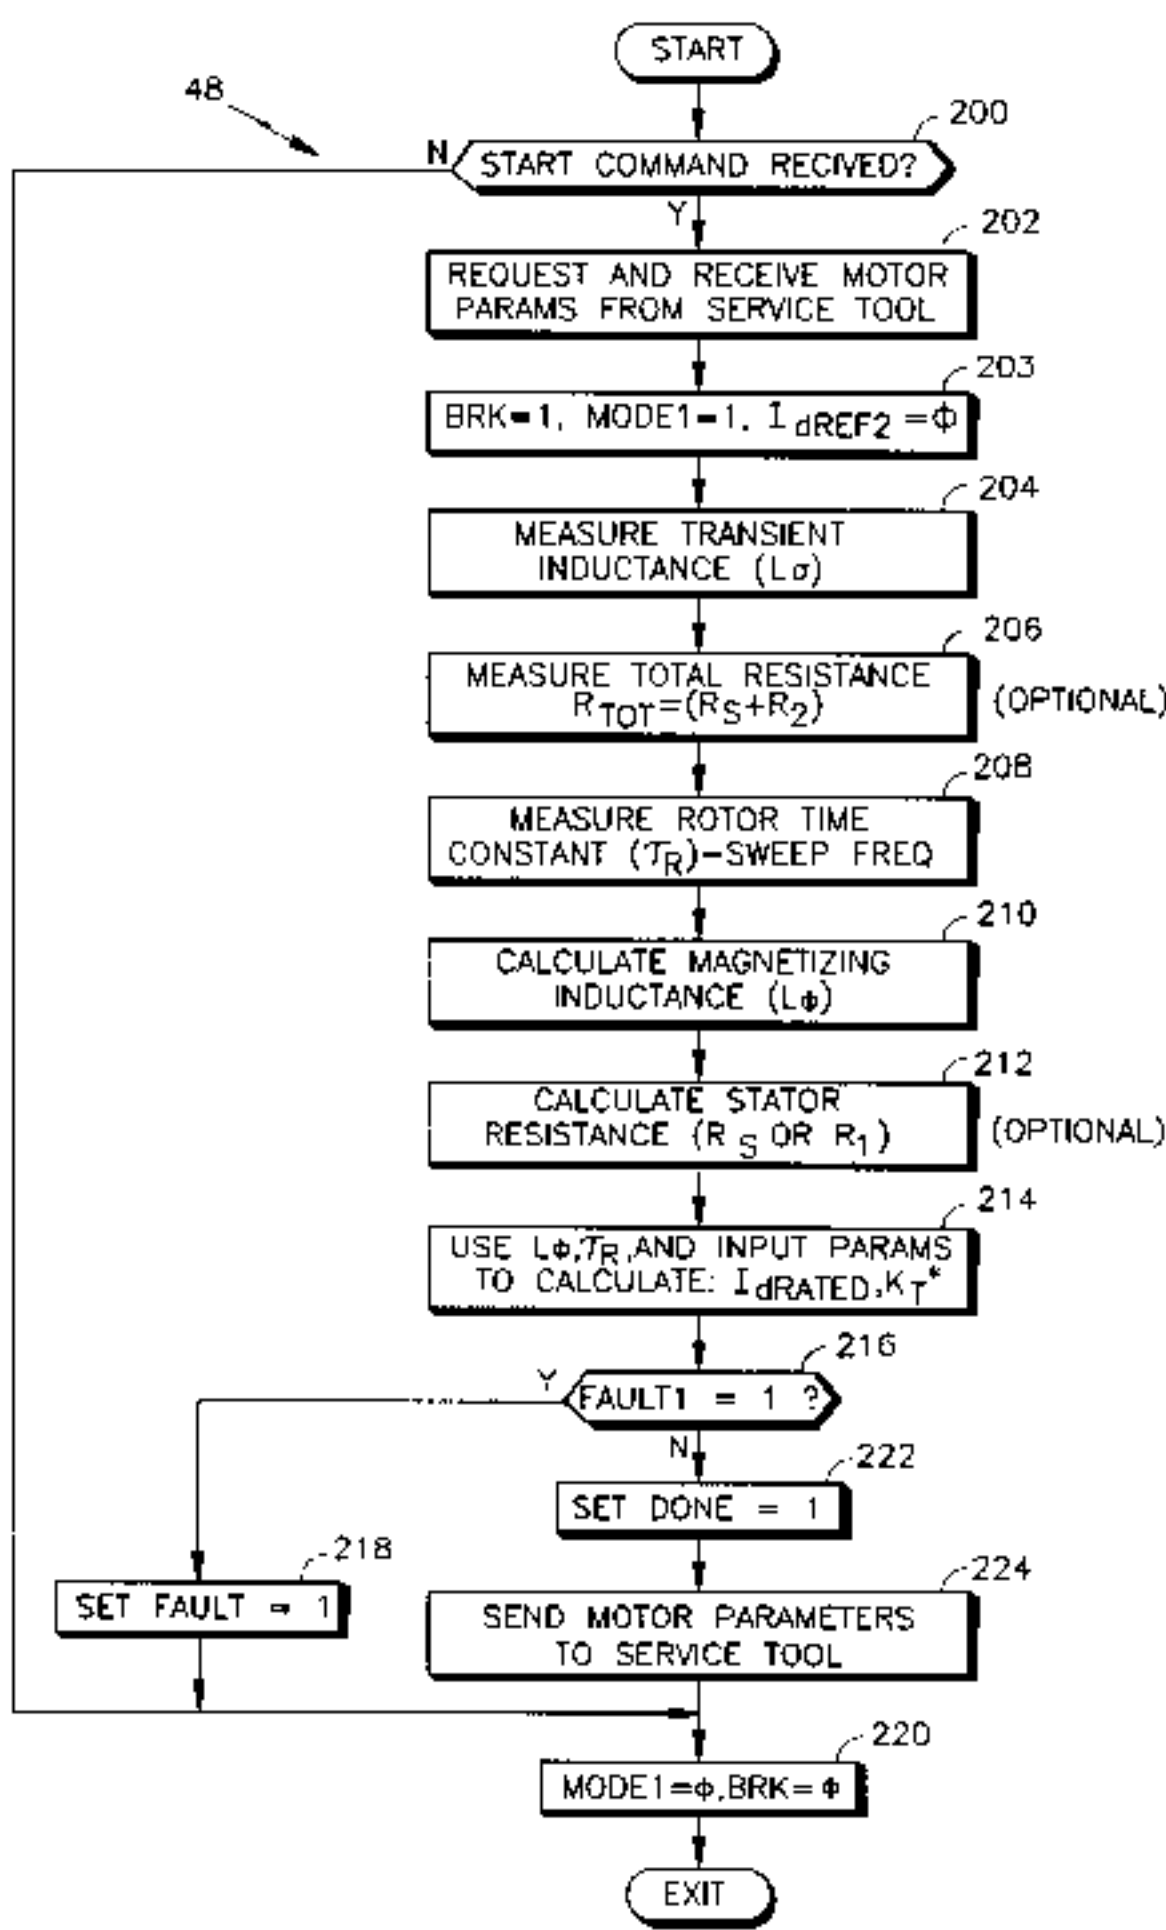 START
48
200
N
START COMMAND RECIVED?
Y
202
REQUEST AND RECEIVE MOTOR
PARAMS FROM SERVICE TOOL
203
BRK=1, MODE1=1, I dREF2 =Φ
204
MEASURE TRANSIENT
INDUCTANCE (Lσ)
206
MEASURE TOTAL RESISTANCE
R TOT=(RS+R2)
(OPTIONAL)
208
MEASURE ROTOR TIME
CONSTANT (τR)-SWEEP FREQ
210
CALCULATE MAGNETIZING
INDUCTANCE (Lφ)
212
CALCULATE STATOR
RESISTANCE (R S OR R1)
(OPTIONAL)
214
USE Lφ,τR,AND INPUT PARAMS
TO CALCULATE: I dRATED,KT*
216
Y
FAULT1 = 1 ?
N
222
SET DONE = 1
218
SET FAULT = 1
224
SEND MOTOR PARAMETERS
TO SERVICE TOOL
220
MODE1=φ,BRK=φ
EXIT